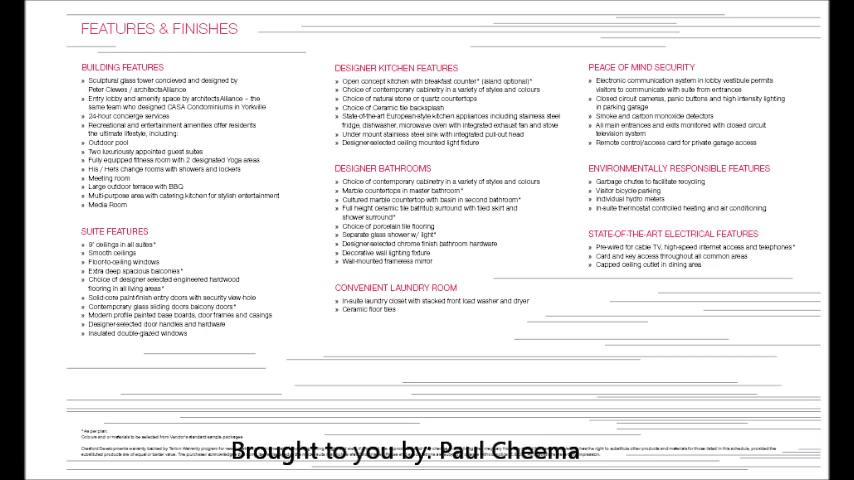 FEATURES & FINISHES
BUILDING FEATURES
» Sculptural glass tower concieved and designed by
Peter Clewes / architectsAlliance
» Entry lobby and amenity space by architectsAlliance – the
same team who designed CASA Condominiums in Yorkville
» 24-hour concierge services
» Recreational and entertainment amenities offer residents
the ultimate lifestyle, including:
» Outdoor pool
» Two luxuriously appointed guest suites
» Fully equipped fitness room with 2 designated Yoga areas
» His / Hers change rooms with showers and lockers
» Meeting room
» Large outdoor terrace with BBQ
» Multi-purpose area with catering kitchen for stylish entertainment
» Media Room
SUITE FEATURES
» 9' ceilings in all suites*
» Smooth ceilings
» Floor-to-ceiling windows
» Extra deep spacious balconies*
» Choice of designer selected engineered hardwood
flooring in all living areas*
» Solid-core paint-finish entry doors with security view-hole
» Contemporary glass sliding doors balcony doors*
» Modern profile painted base boards, door frames and casings
» Designer-selected door handles and hardware
» Insulated double-glazed windows
DESIGNER KITCHEN FEATURES
» Open concept kitchen with breakfast counter* (island optional)*
» Choice of contemporary cabinetry in a variety of styles and colours
» Choice of natural stone or quartz countertops
» Choice of Ceramic tile backsplash
» State-of-the-art European-style kitchen appliances including stainless steel
fridge, dishwasher, microwave oven with integrated exhaust fan and stove
» Under mount stainless steel sink with integrated pull-out head
» Designer-selected ceiling mounted light fixture
DESIGNER BATHROOMS
» Choice of contemporary cabinetry in a variety of styles and colours
» Marble countertops in master bathroom*
» Cultured marble countertop with basin in second bathroom*
» Full height ceramic tile bathtub surround with tiled skirt and
shower surround*
» Choice of porcelain tile flooring
» Separate glass shower w/ light*
» Designer-selected chrome finish bathroom hardware
» Decorative wall lighting fixture
» Wall-mounted frameless mirror
CONVENIENT LAUNDRY ROOM
» In-suite laundry closet with stacked front load washer and dryer
» Ceramic floor tiles
PEACE OF MIND SECURITY
» Electronic communication system in lobby vestibule permits
visitors to communicate with suite from entrances
» Closed circuit cameras, panic buttons and high intensity lighting
in parking garage
» Smoke and carbon monoxide detectors
» All main entrances and exits monitored with closed circuit
television system
» Remote control/access card for private garage access
ENVIRONMENTALLY RESPONSIBLE FEATURES
» Garbage chutes to facilitate recycling
» Visitor bicycle parking
» Individual hydro meters
» In-suite thermostat controlled heating and air conditioning
STATE-OF-THE-ART ELECTRICAL FEATURES
» Pre-wired for cable TV, high-speed internet access and telephones*
» Card and key access throughout all common areas
» Capped ceiling outlet in dining area
* As per plan.
Colours and or materials to be selected from Vendor's standard sample packages
Brought to you by: Paul Cheema